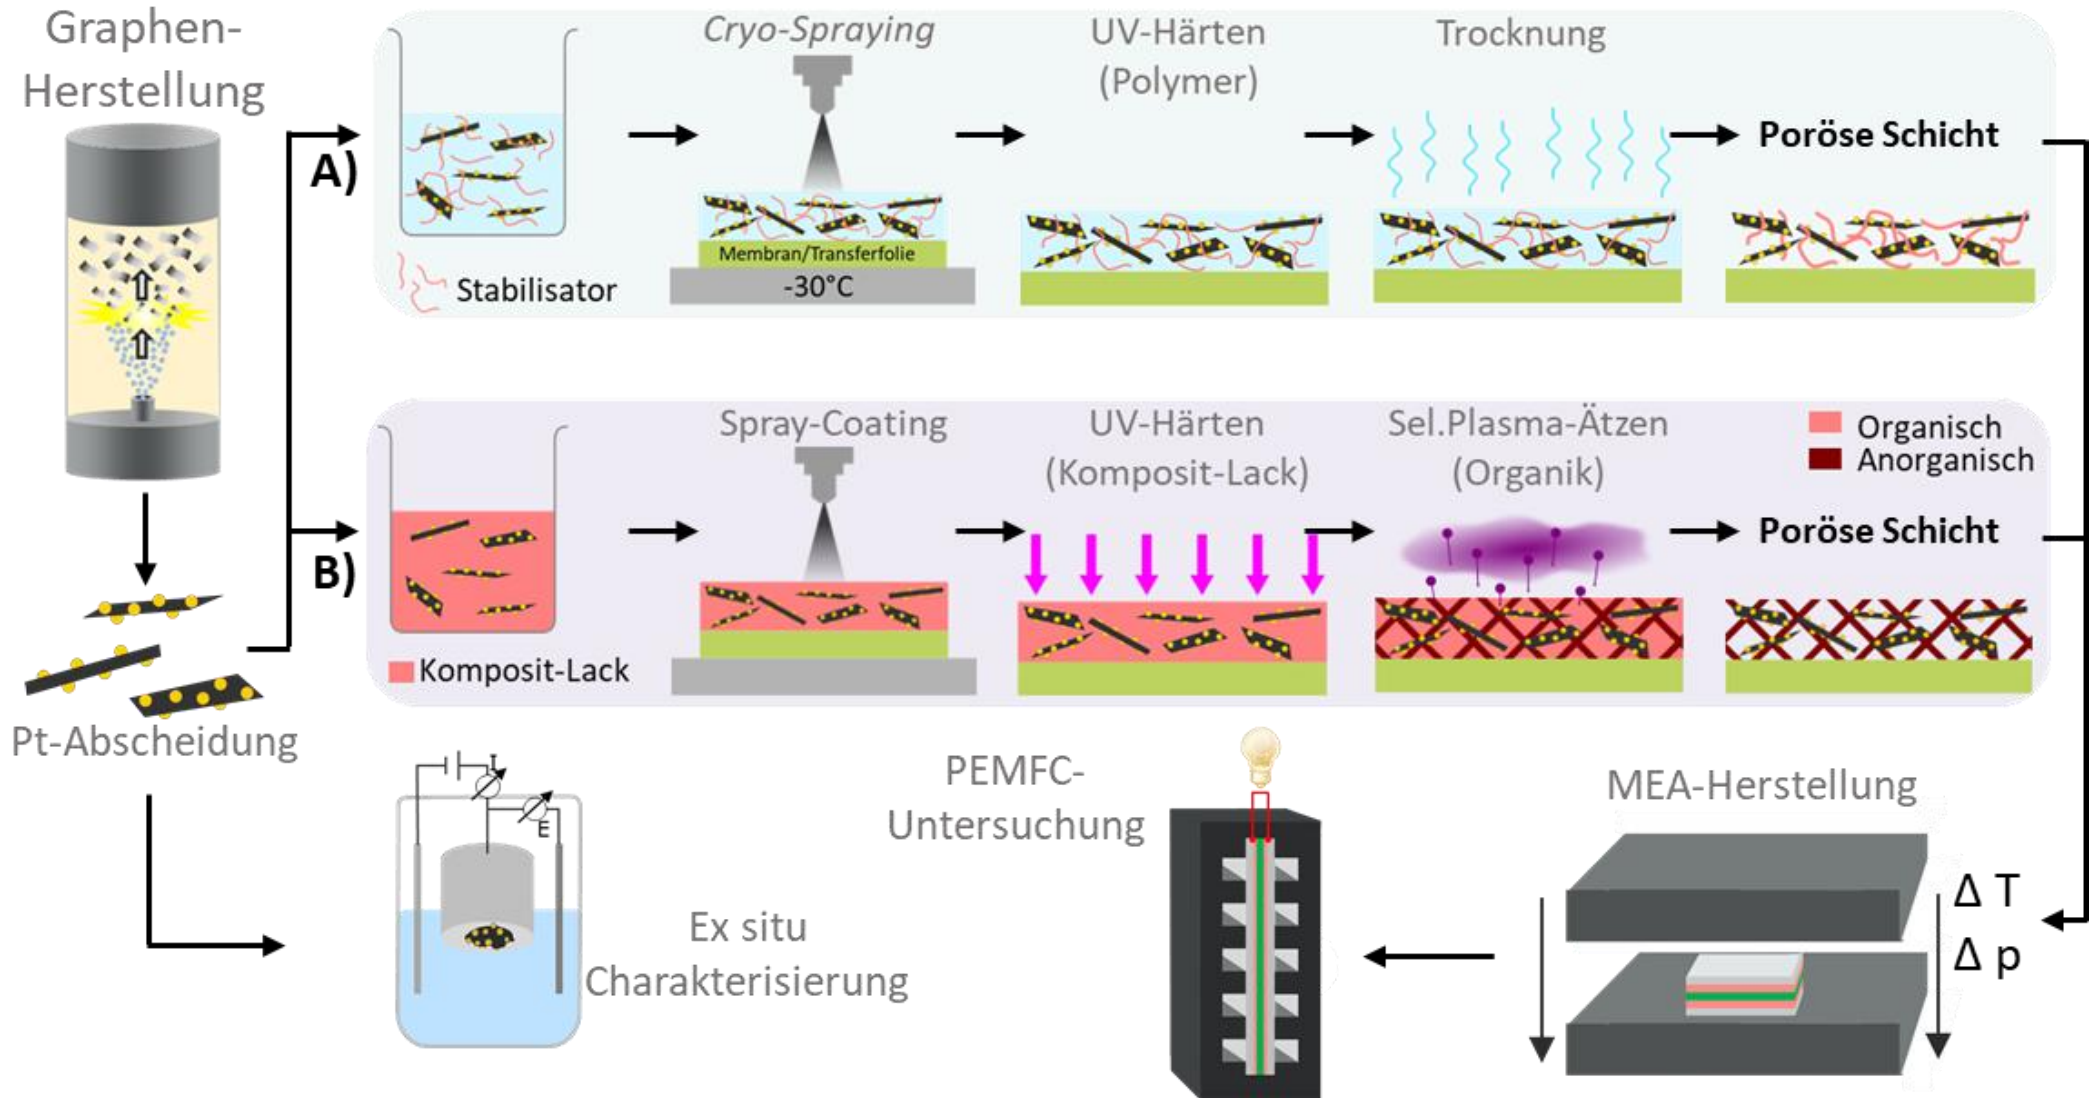 Graphen-
Herstellung
Pt-Abscheidung
A)
Stabilisator
Cryo-Spraying
Membran/Transferfolie
-30°C
UV-Härten
(Polymer)
Trocknung
Poröse Schicht
B)
Komposit-Lack
Spray-Coating
UV-Härten
(Komposit-Lack)
Sel.Plasma-Ätzen
(Organik)
Organisch
Anorganisch
Poröse Schicht
I
E
Ex situ
Charakterisierung
PEMFC-
Untersuchung
MEA-Herstellung
Δ T
Δ p